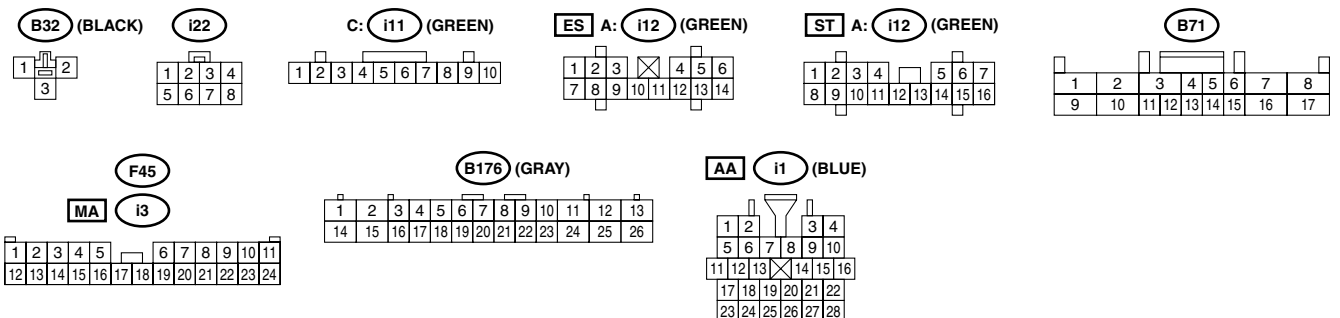 B32 (BLACK) i22 C: i11 (GREEN) ES A: i12 (GREEN) ST A: i12 (GREEN) B71
1 2
3
1 2 3 4
5 6 7 8
1 2 3 4 5 6 7 8 9 10
1 2 3 4 5 6
7 8 9 10 11 12 13 14
1 2 3 4 5 6 7
8 9 10 11 12 13 14 15 16
1 2 3 4 5 6 7 8
9 10 11 12 13 14 15 16 17
F45
MA i3
1 2 3 4 5 6 7 8 9 10 11
12 13 14 15 16 17 18 19 20 21 22 23 24
B176 (GRAY)
1 2 3 4 5 6 7 8 9 10 11 12 13
14 15 16 17 18 19 20 21 22 23 24 25 26
AA i1 (BLUE)
1 2 3 4
5 6 7 8 9 10
11 12 13 14 15 16
17 18 19 20 21 22
23 24 25 26 27 28